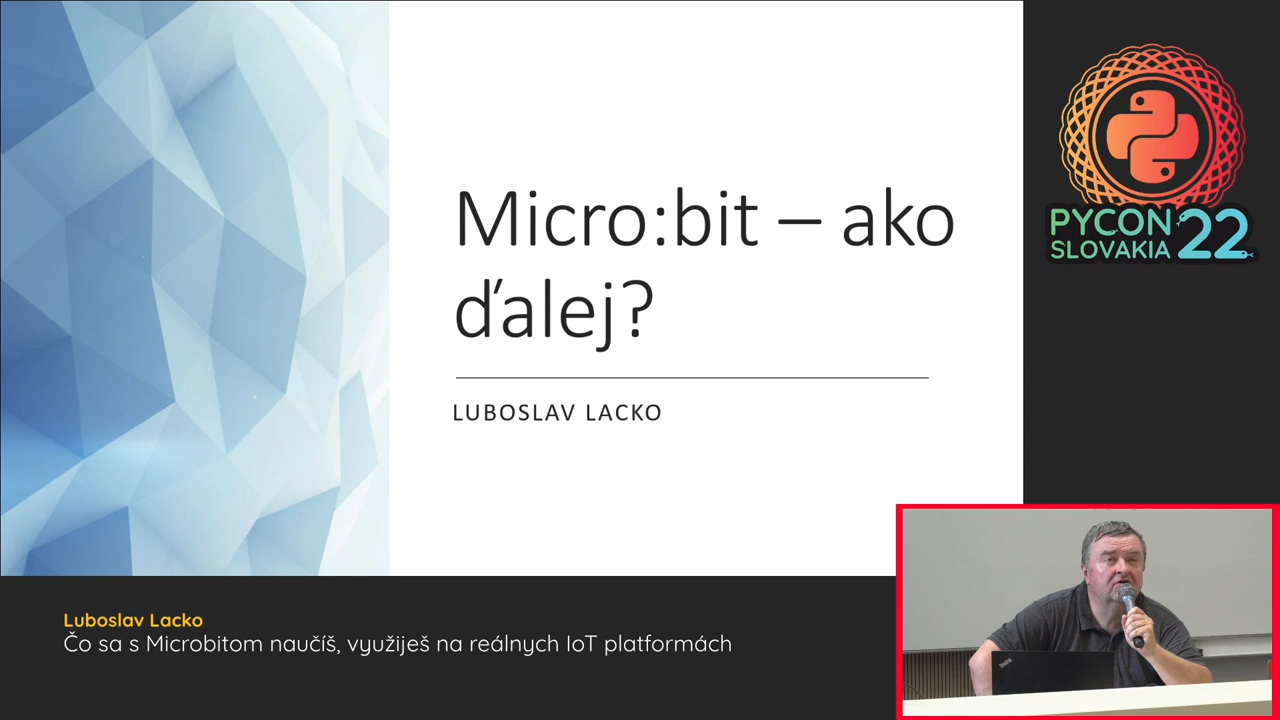 Micro:bit – ako
ďalej?
LUBOSLAV LACKO
PYCON
SLOVAKIA 22
Luboslav Lacko
Čo sa s Microbitom naučíš, využiješ na reálnych IoT platformách